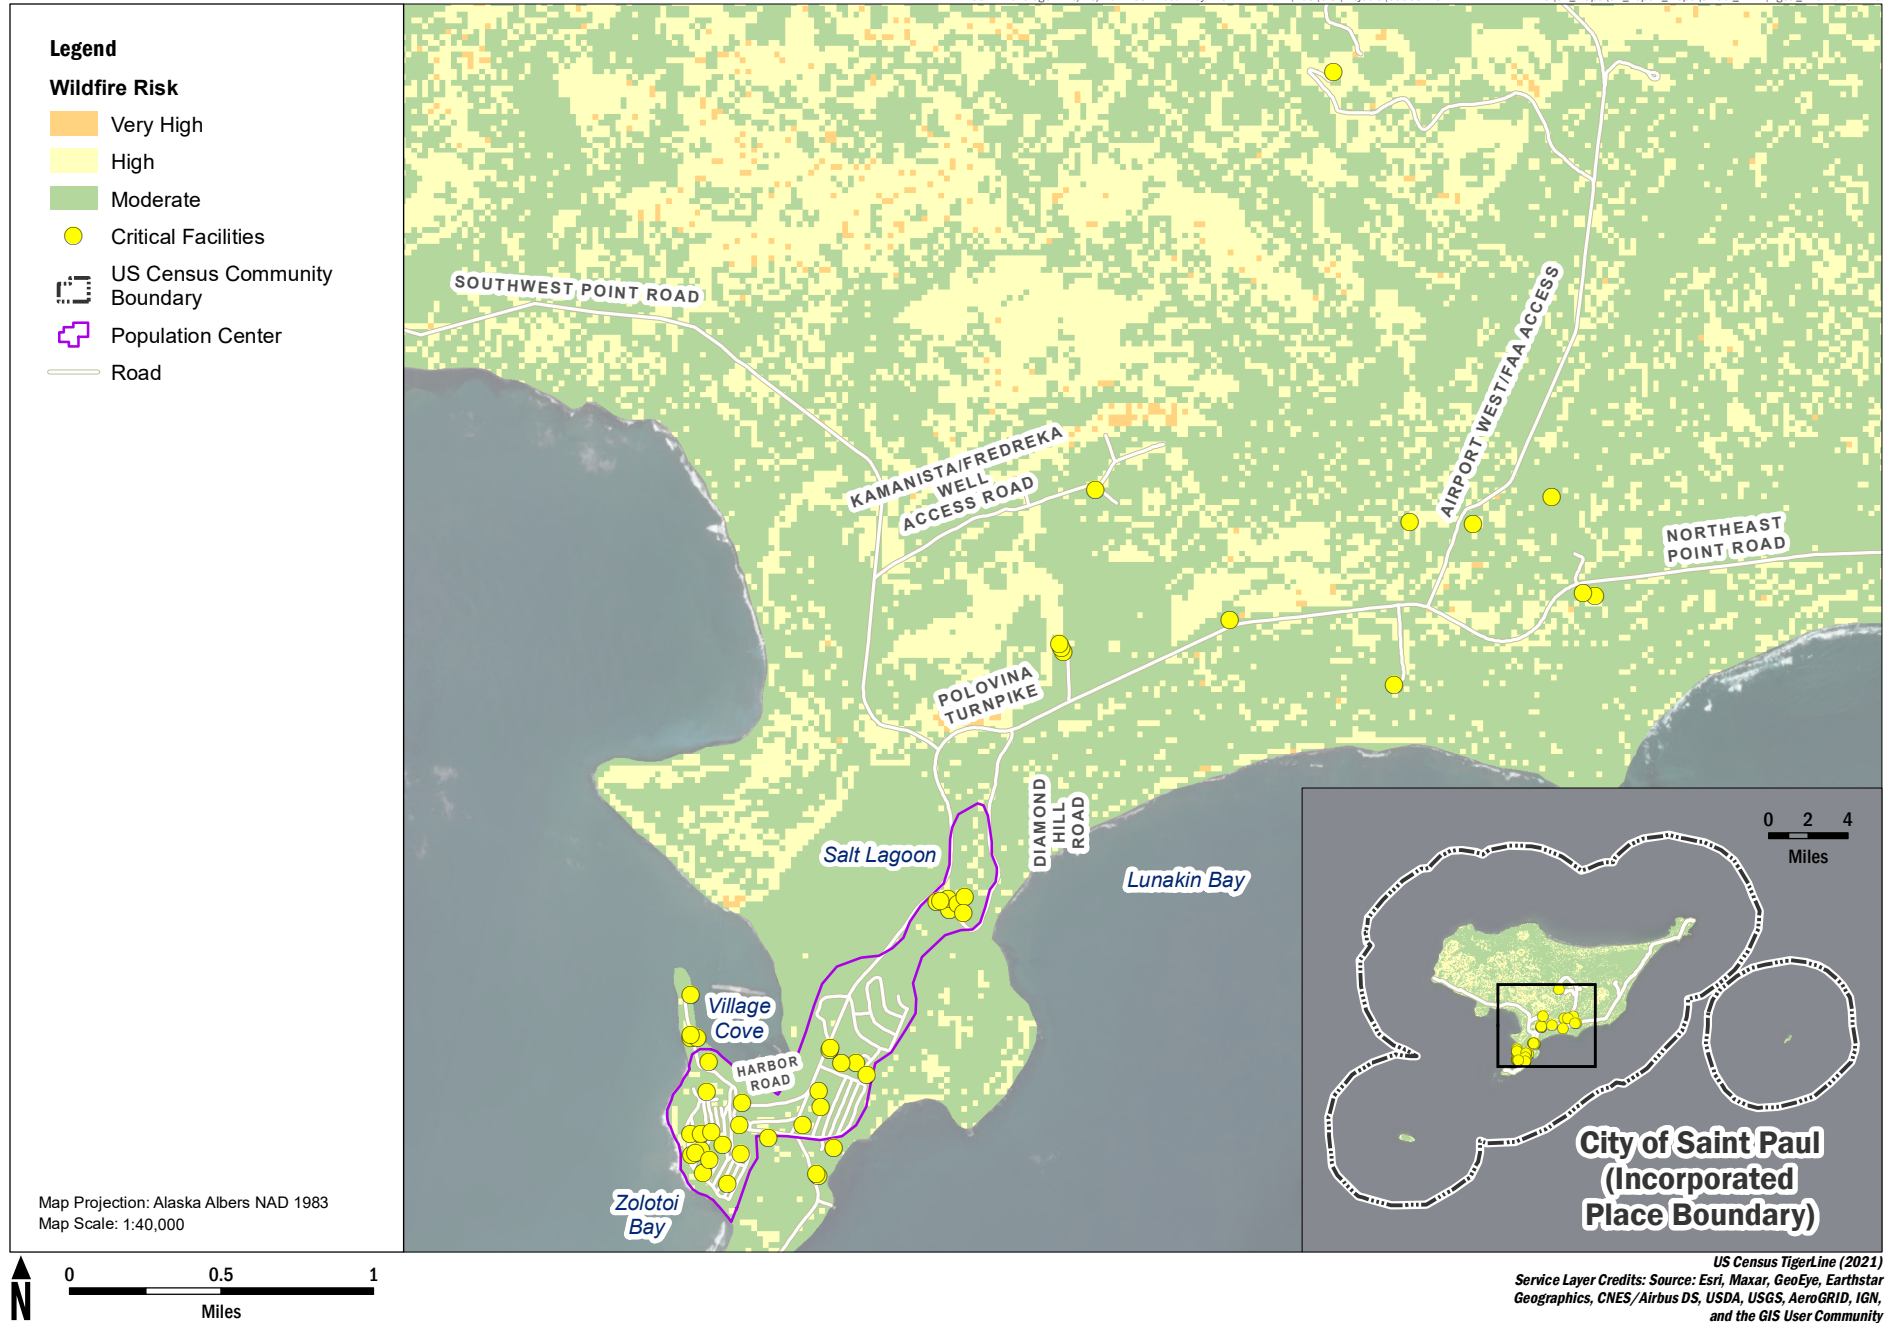 Legend
Wildfire Risk
Very High
High
Moderate
Critical Facilities
US Census Community
Boundary
Population Center
Road
SOUTHWEST POINT ROAD
KAMANISTA/FREDREKA
WELL
ACCESS ROAD
AIRPORT WEST/FAA ACCESS
NORTHEAST
POINT ROAD
POLOVINA
TURNPIKE
DIAMOND
HILL
ROAD
Salt Lagoon
Lunakin Bay
Village
Cove
HARBOR
ROAD
Zolotoi
Bay
0 2 4
Miles
City of Saint Paul
(Incorporated
Place Boundary)
Map Projection: Alaska Albers NAD 1983
Map Scale: 1:40,000
N
0 0.5 1
Miles
US Census TigerLine (2021)
Service Layer Credits: Source: Esri, Maxar, GeoEye, Earthstar
Geographics, CNES/Airbus DS, USDA, USGS, AeroGRID, IGN,
and the GIS User Community